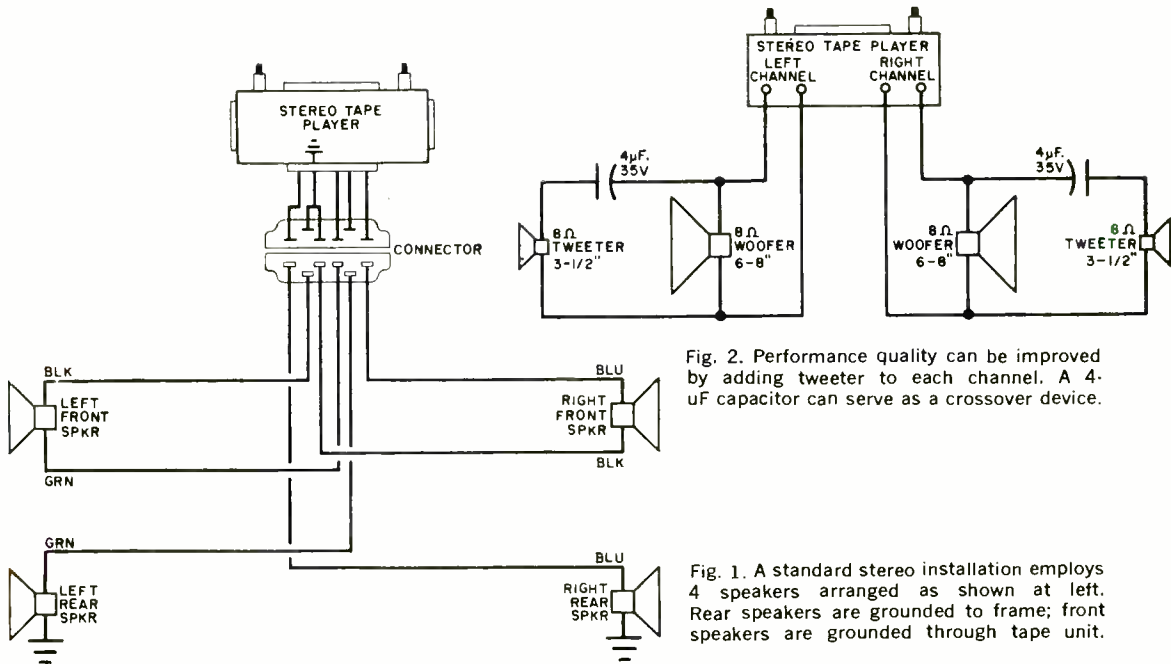 STEREO TAPE
PLAYER
CONNECTOR
BLK
LEFT
FRONT
SPKR
GRN
BLU
RIGHT
FRONT
SPKR
BLK
GRN
LEFT
REAR
SPKR
BLU
RIGHT
REAR
SPKR
STEREO TAPE PLAYER
LEFT
CHANNEL
RIGHT
CHANNEL
4µF.
35V
8Ω
TWEETER
3-1/2"
8Ω
WOOFER
6-8"
4µF.
35V
8Ω
WOOFER
6-8"
8Ω
TWEETER
3-1/2"
Fig. 2. Performance quality can be improved
by adding tweeter to each channel. A 4-
uF capacitor can serve as a crossover device.
Fig. 1. A standard stereo installation employs
4 speakers arranged as shown at left.
Rear speakers are grounded to frame; front
speakers are grounded through tape unit.